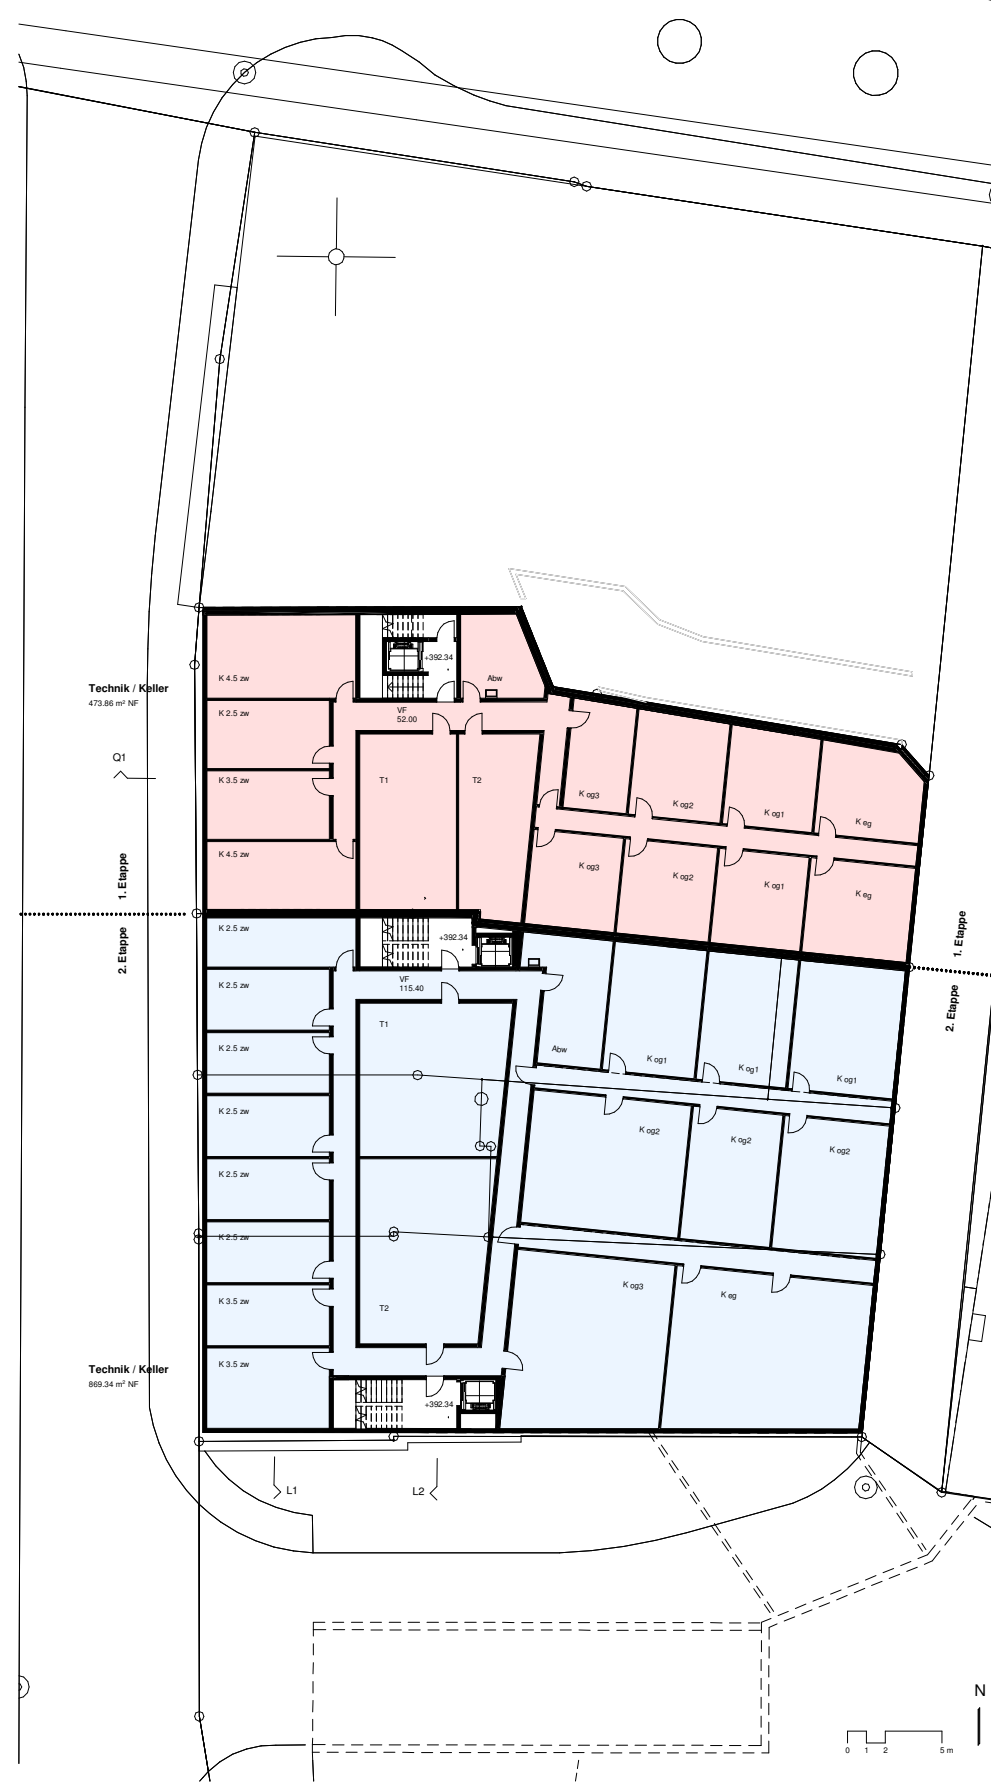 +392.34
K 4.5 zw
Abw
Technik / Keller
473.86 m² NF
VF
52.00
K 2.5 zw
Q1
K 3.5 zw
T1
T2
K og3
K og2
K og1
K eg
K 4.5 zw
K og3
K og2
K og1
K eg
1. Etappe
2. Etappe
1. Etappe
2. Etappe
K 2.5 zw
+392.34
VF
115.40
K 2.5 zw
T1
K 2.5 zw
Abw
K og1
K og1
K og1
K 2.5 zw
K og2
K og2
K og2
K 2.5 zw
K 2.5 zw
K og3
K eg
K 3.5 zw
T2
Technik / Keller
869.34 m² NF
K 3.5 zw
+392.34
L1
L2
N
0 1 2 5 m